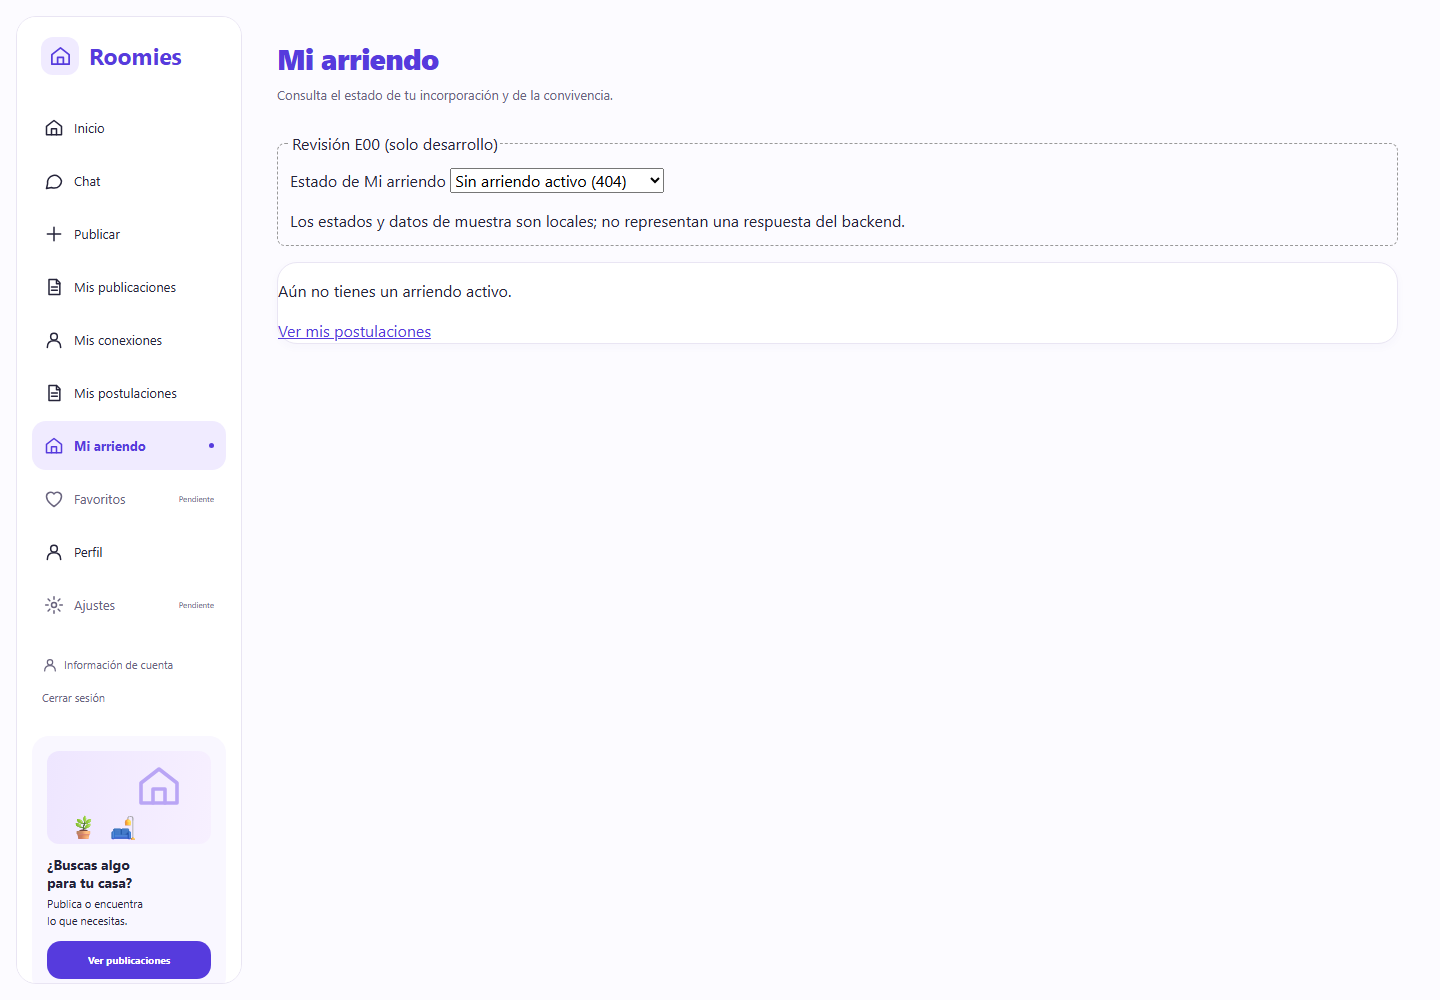 Roomies
Inicio
Chat
Publicar
Mis publicaciones
Mis conexiones
Mis postulaciones
Mi arriendo
Favoritos Pendiente
Perfil
Ajustes Pendiente
Información de cuenta
Cerrar sesión
¿Buscas algo
para tu casa?
Publica o encuentra
lo que necesitas.
Ver publicaciones
Mi arriendo
Consulta el estado de tu incorporación y de la convivencia.
Revisión E00 (solo desarrollo)
Estado de Mi arriendo Sin arriendo activo (404)
Los estados y datos de muestra son locales; no representan una respuesta del backend.
Aún no tienes un arriendo activo.
Ver mis postulaciones